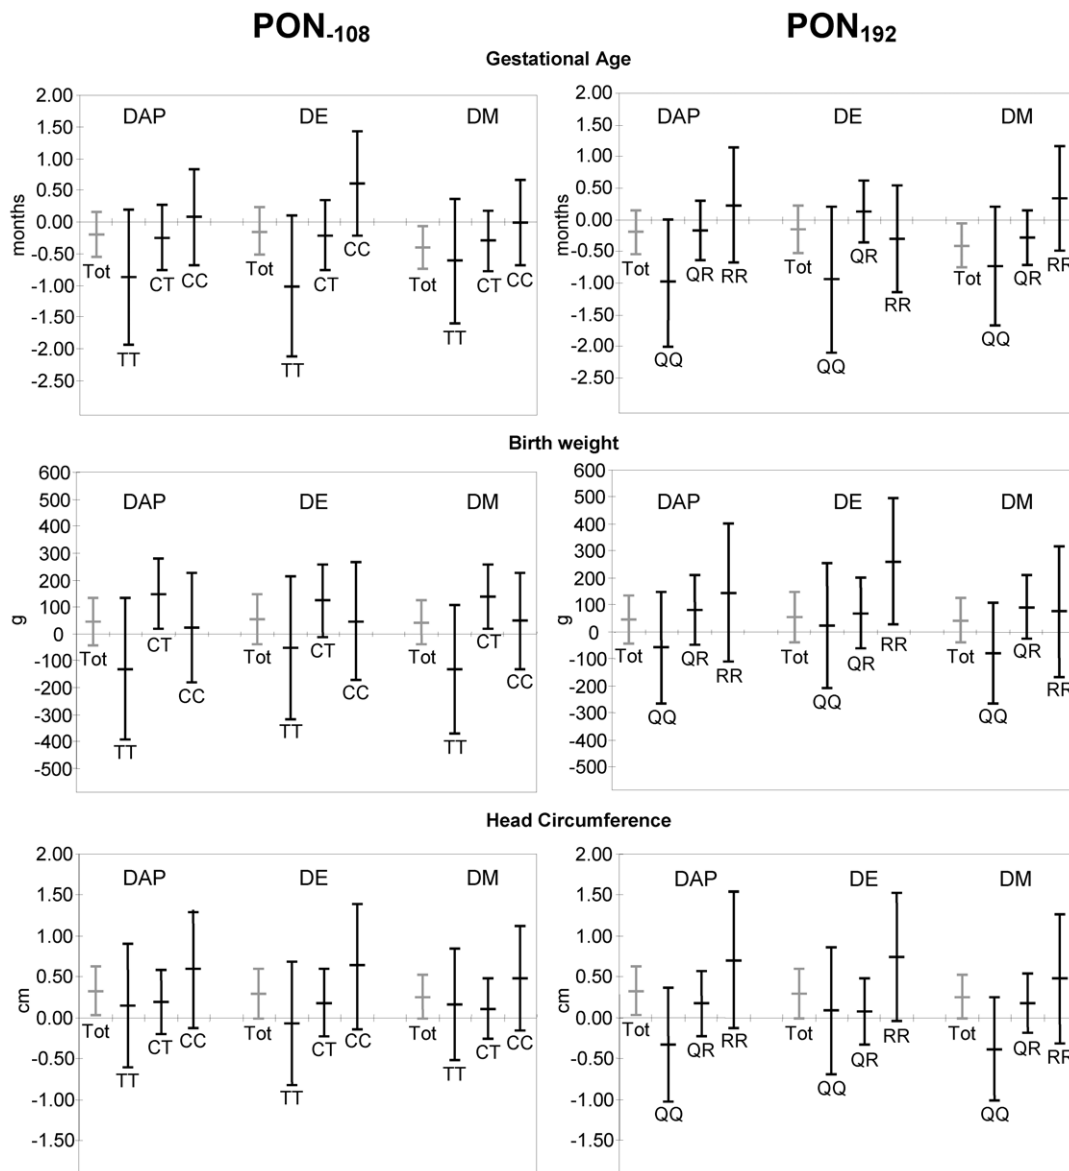 PON-108 PON192
Gestational Age
2.00 2.00
DAP DE DM DAP DE DM
1.50 1.50
1.00 1.00
0.50 0.50
0.00 0.00
months months
-0.50 -0.50
Tot CT CC Tot CT CC Tot CT CC Tot QR RR Tot QR RR Tot QR RR
-1.00 -1.00
-1.50 -1.50
TT TT TT QQ QQ QQ
-2.00 -2.00
-2.50 -2.50
Birth weight
600 600
500 500
DAP DE DM DAP DE DM
400 400
300 300
200 200
100 100
g g
0 0
Tot CT CC Tot CT CC Tot CT CC Tot QR RR Tot QR RR Tot QR RR
-100 -100
-200 -200
-300 -300
TT TT TT QQ QQ QQ
-400 -400
-500 -500
Head Circumference
2.00 2.00
DAP DE DM DAP DE DM
1.50 1.50
1.00 1.00
0.50 0.50
cm cm
0.00 0.00
Tot CT CC Tot CT CC Tot CT CC Tot QR RR Tot QR RR Tot QR RR
-0.50 -0.50
TT TT TT QQ QQ QQ
-1.00 -1.00
-1.50 -1.50